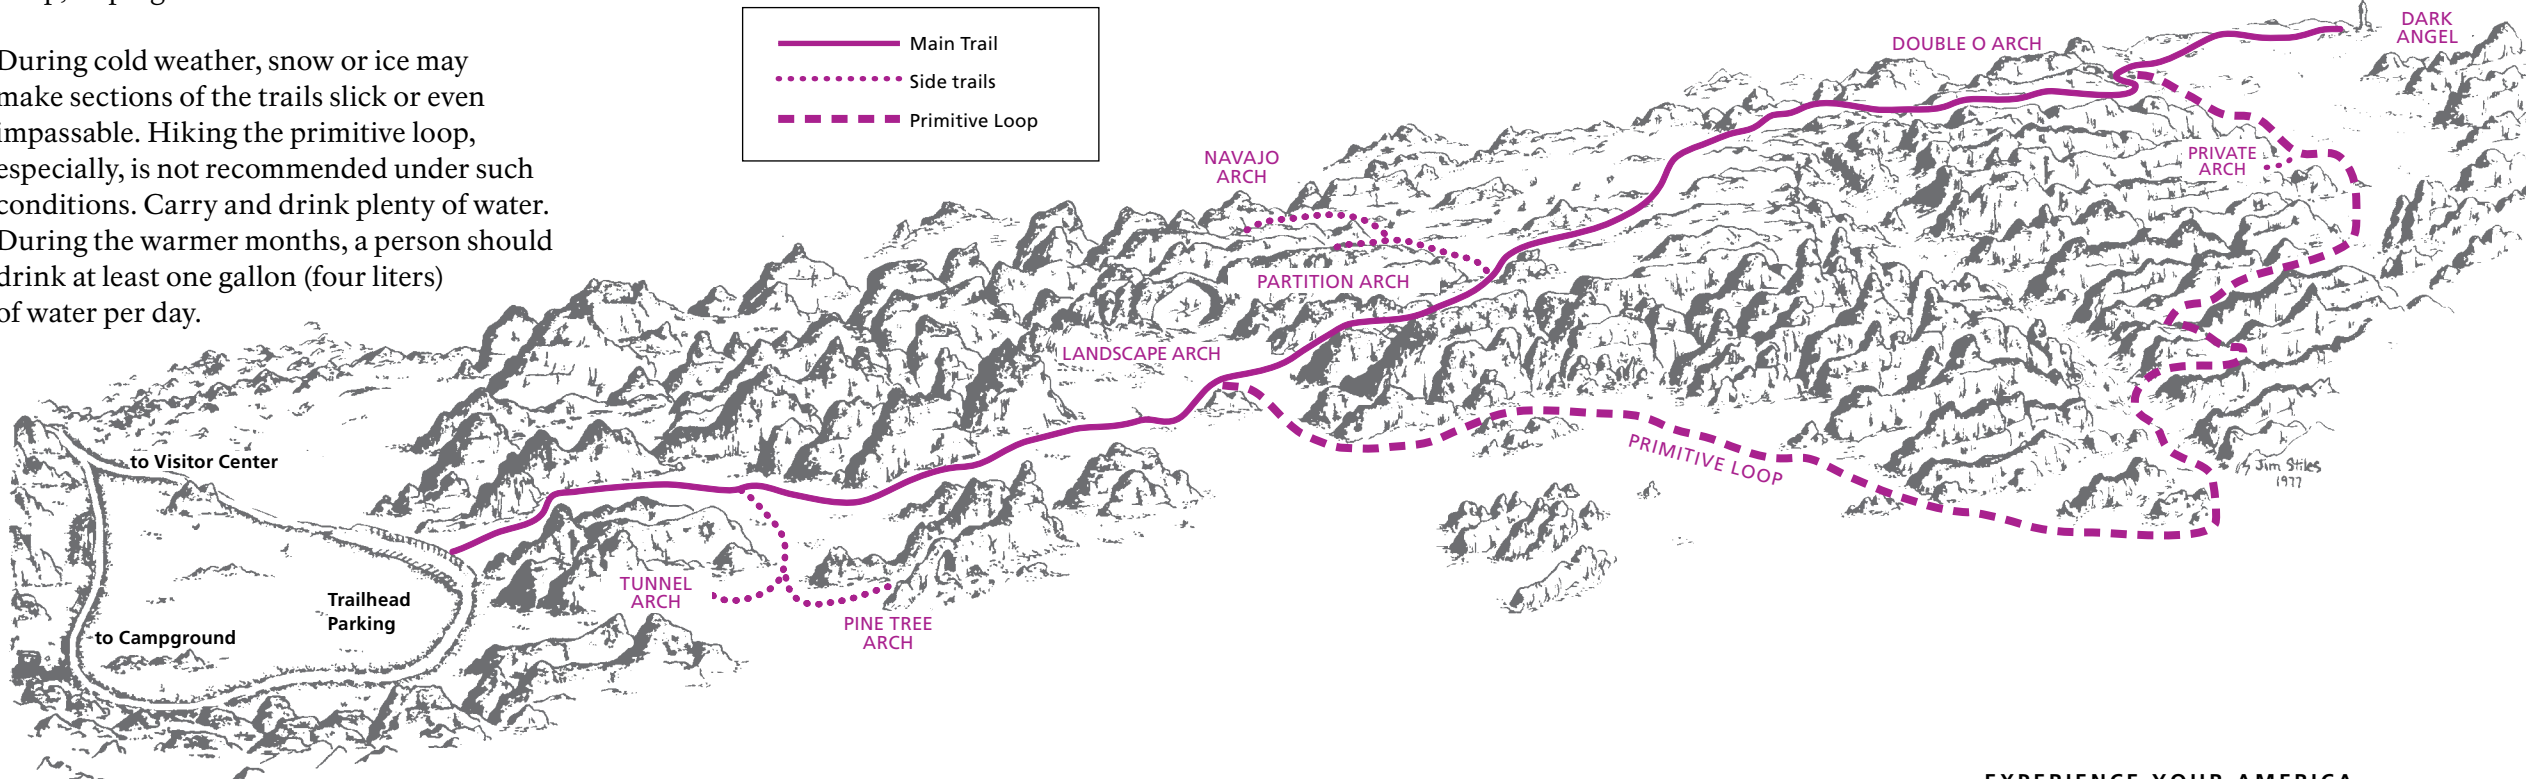 During cold weather, snow or ice may
make sections of the trails slick or even
impassable. Hiking the primitive loop,
especially, is not recommended under such
conditions. Carry and drink plenty of water.
During the warmer months, a person should
drink at least one gallon (four liters)
of water per day.
Main Trail
Side trails
Primitive Loop
DARK
ANGEL
DOUBLE O ARCH
NAVAJO
ARCH
PRIVATE
ARCH
PARTITION ARCH
LANDSCAPE ARCH
PRIMITIVE LOOP
to Visitor Center
Jim Stiles
1977
TUNNEL
ARCH
Trailhead
Parking
PINE TREE
ARCH
to Campground
EXPERIENCE YOUR AMERICA